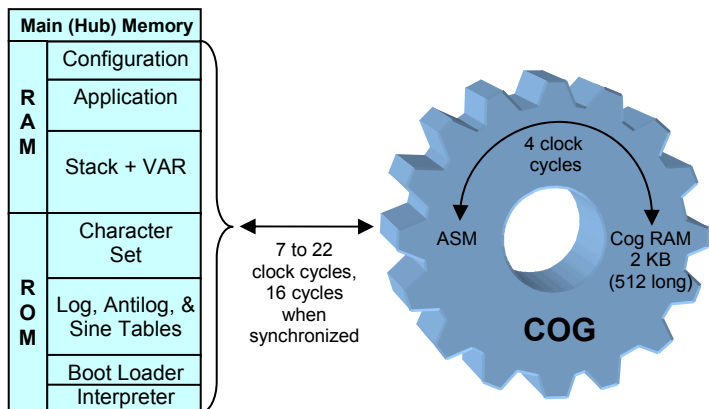 Main (Hub) Memory
R
A
M
Configuration
Application
Stack + VAR
R
O
M
Character
Set
Log, Antilog, &
Sine Tables
Boot Loader
Interpreter
7 to 22
clock cycles,
16 cycles
when
synchronized
4 clock
cycles
ASM
Cog RAM
2 KB
(512 long)
COG